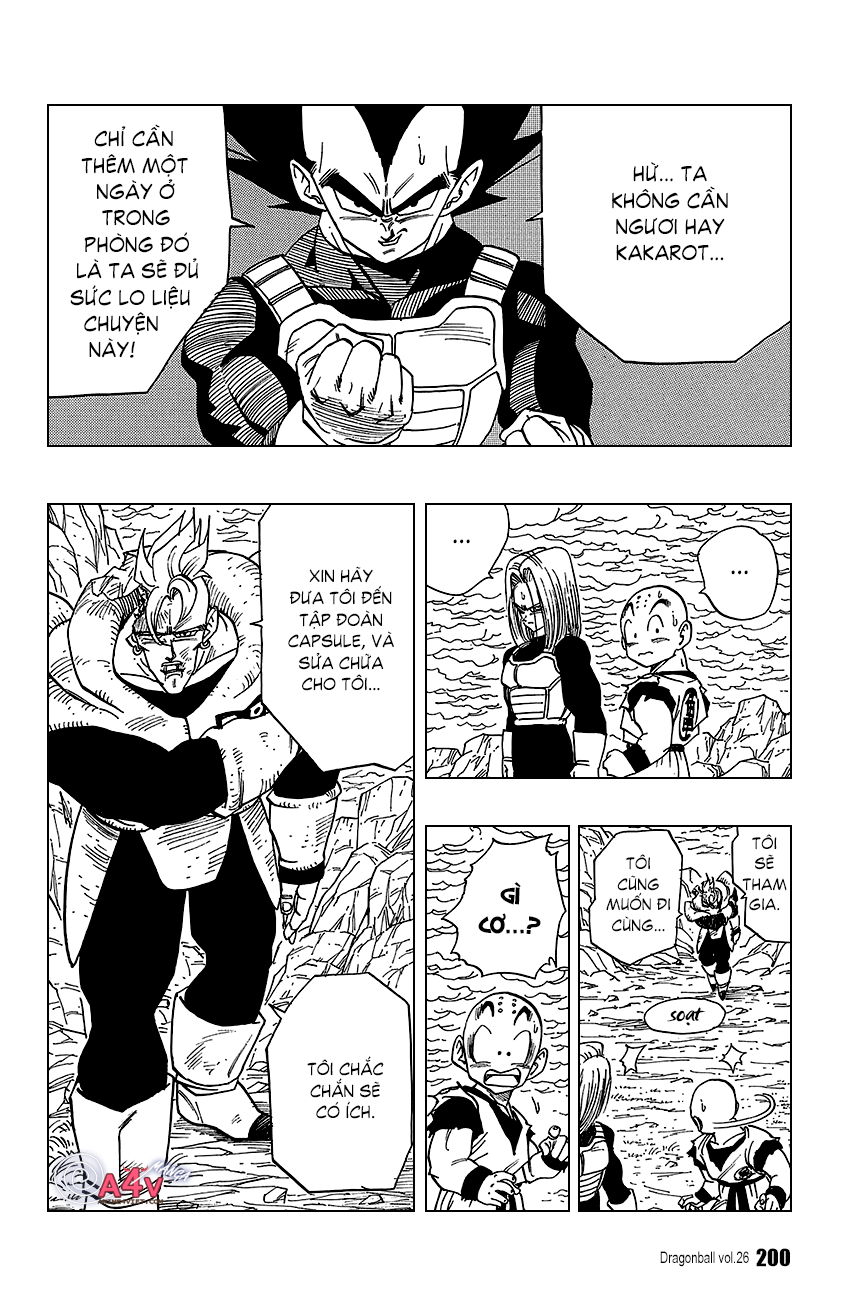 HỪ... TA
KHÔNG CẦN
NGƯƠI HAY
KAKAROT...
CHỈ CẦN
THÊM MỘT
NGÀY Ở
TRONG
PHÒNG ĐÓ
LÀ TA SẼ ĐỦ
SỨC LO LIỆU
CHUYỆN
NÀY!
...
...
TÔI
SẼ
THAM
GIA.
TÔI
CŨNG
MUỐN ĐI
CÙNG...
soạt
GÌ
CƠ...?
XIN HÃY
ĐƯA TÔI ĐẾN
TẬP ĐOÀN
CAPSULE, VÀ
SỬA CHỮA
CHO TÔI...
TÔI CHẮC
CHẮN SẼ
CÓ ÍCH.
A4V
Dragonball vol.26 200